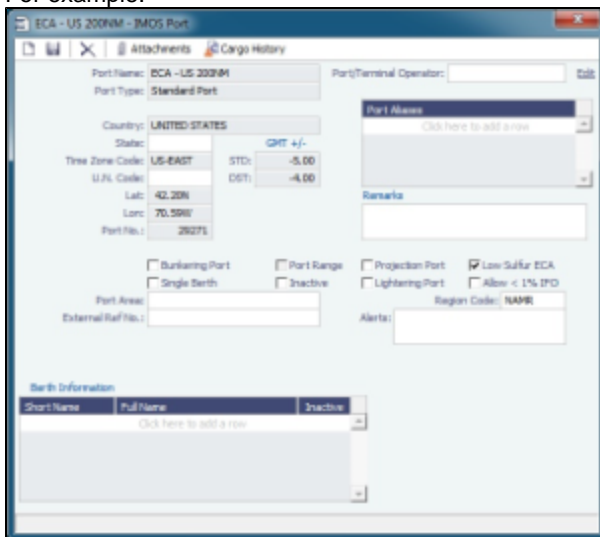 For example:
ECA - US 200NM - IMOS Port
Attachments Cargo History
Port Name: ECA - US 200NM Port/Terminal Operator: Edit
Port Type: Standard Port
Port Aliases
Country: UNITED STATES Click here to add a row
State: GMT +/-
Time Zone Code: US-EAST STD: -5.00
U.N. Code: DST: -4.00
Lat: 42.20N Remarks
Lon: 70.59W
Port No.: 29271
Bunkering Port Port Range Projection Port Low Sulfur ECA
Single Berth Inactive Lightering Port Allow < 1% IFO
Port Area: Region Code: NAMR
External Ref No.: Alerts:
Berth Information
Short Name Full Name Inactive
Click here to add a row